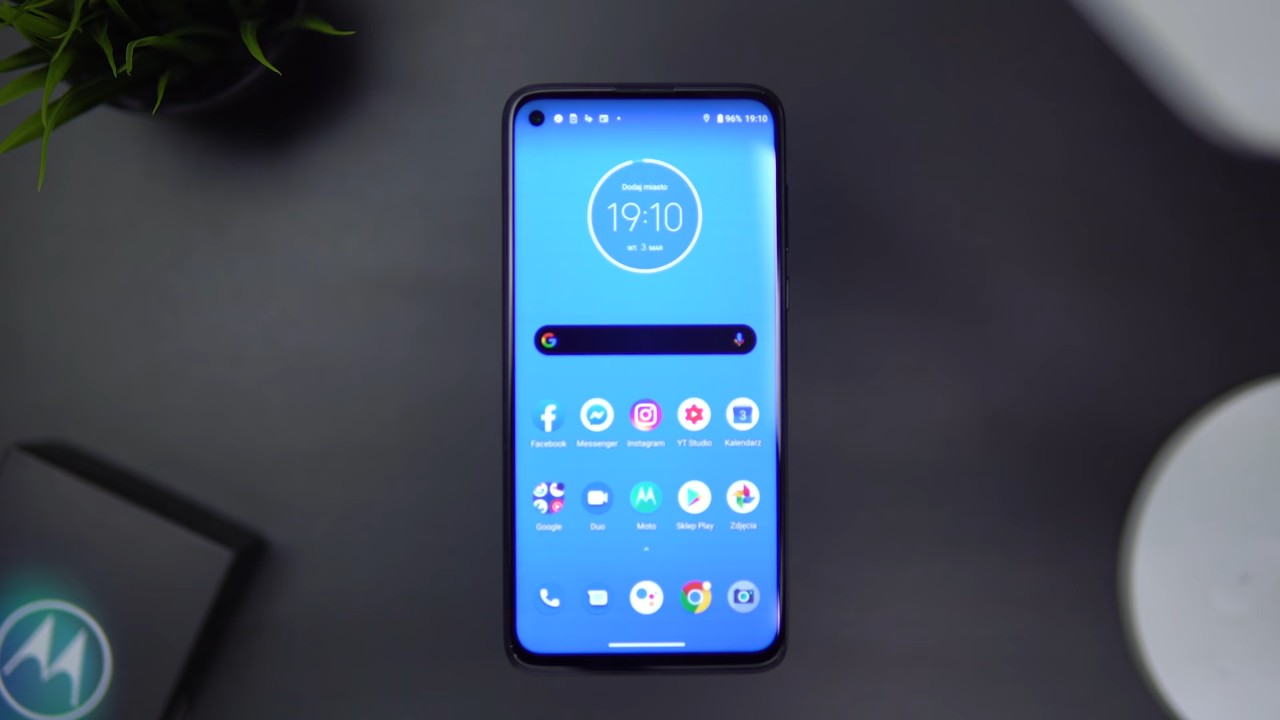 96% 19:10
Dodaj miasto
19:10
WT. 3 MAR
G
Facebook Messenger Instagram YT Studio Kalendarz
3
Google Duo Moto Sklep Play Zdjęcia